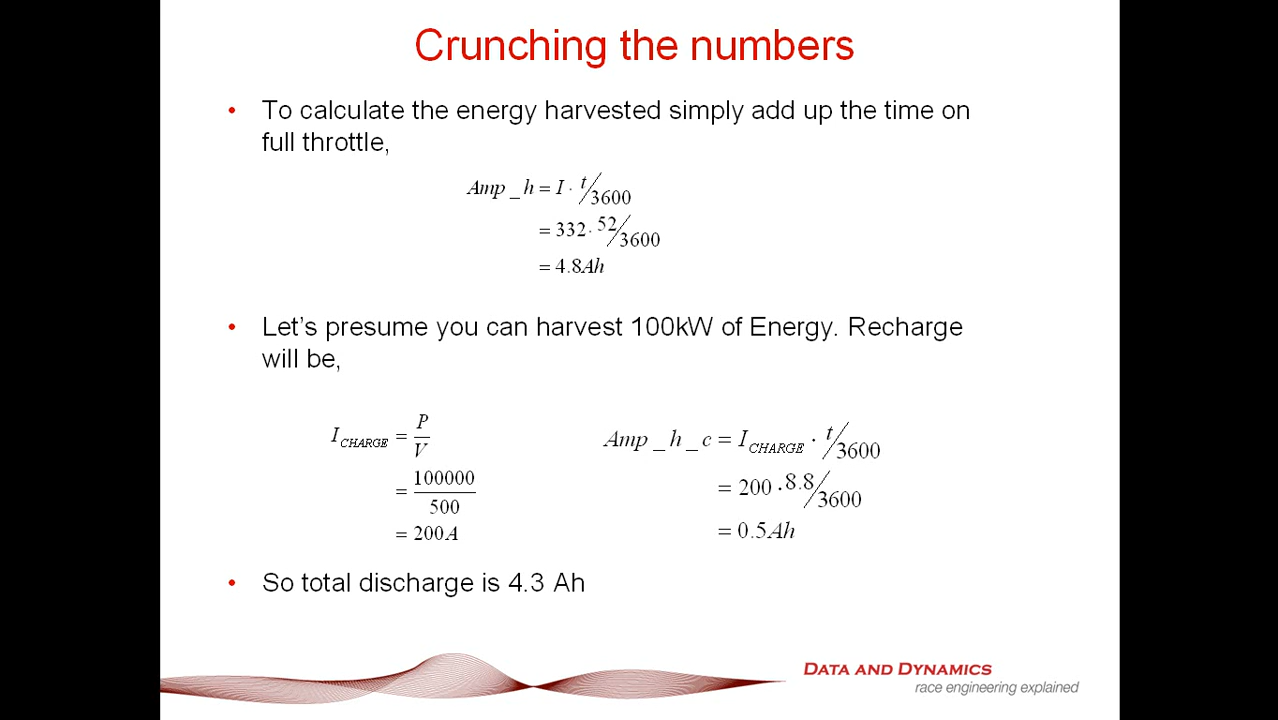 Crunching the numbers
• To calculate the energy harvested simply add up the time on
full throttle,
Amp_h = I · t/3600
= 332 · 52/3600
= 4.8Ah
• Let's presume you can harvest 100kW of Energy. Recharge
will be,
I_CHARGE = P/V
= 100000/500
= 200A
Amp_h_c = I_CHARGE · t/3600
= 200 · 8.8/3600
= 0.5Ah
• So total discharge is 4.3 Ah
DATA AND DYNAMICS
race engineering explained